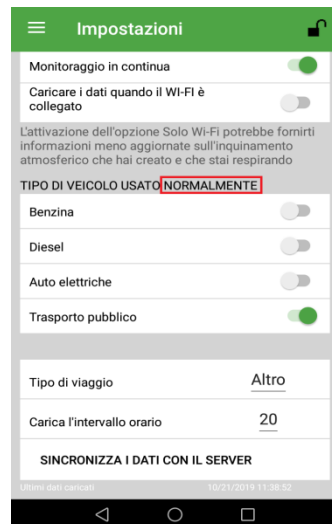 Impostazioni
Monitoraggio in continua
Caricare i dati quando il WI-FI è
collegato
L'attivazione dell'opzione Solo Wi-Fi potrebbe fornirti
informazioni meno aggiornate sull'inquinamento
atmosferico che hai creato e che stai respirando
TIPO DI VEICOLO USATO NORMALMENTE
Benzina
Diesel
Auto elettriche
Trasporto pubblico
Tipo di viaggio Altro
Carica l'intervallo orario 20
SINCRONIZZA I DATI CON IL SERVER
Ultimi dati caricati 10/21/2019 11:38:52